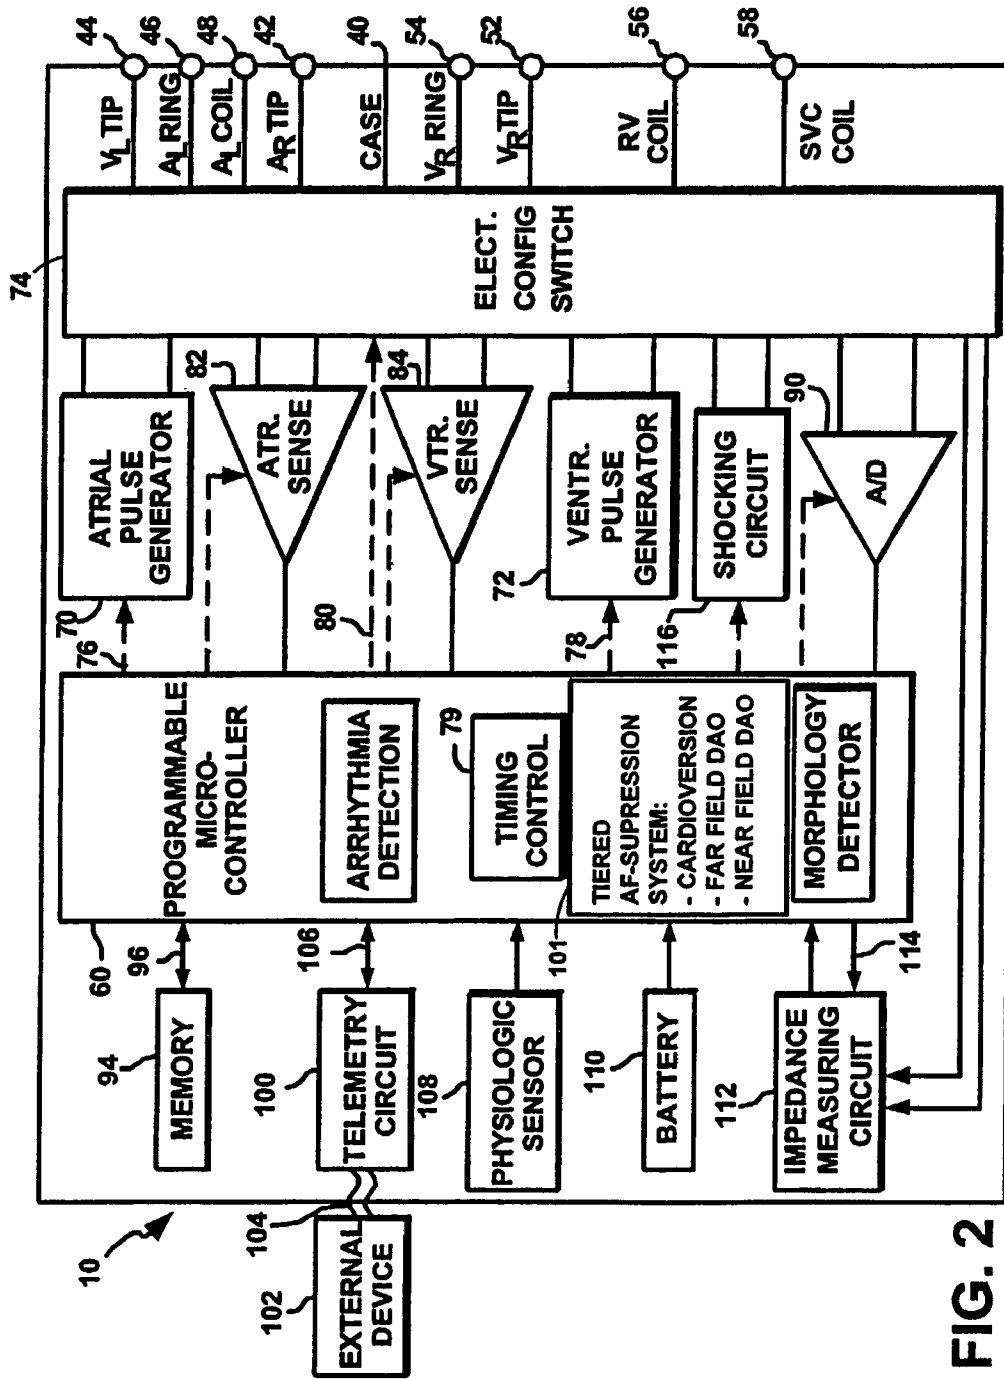 10
102
EXTERNAL
DEVICE
104
60
PROGRAMMABLE
MICRO-
CONTROLLER
94
MEMORY
96
100
TELEMETRY
CIRCUIT
106
108
PHYSIOLOGIC
SENSOR
110
BATTERY
112
IMPEDANCE
MEASURING
CIRCUIT
114
ARRHYTHMIA
DETECTION
79
TIMING
CONTROL
101
TIERED
AF-SUPRESSION
SYSTEM:
- CARDIOVERSION
- FAR FIELD DAO
- NEAR FIELD DAO
MORPHOLOGY
DETECTOR
76
70
ATRIAL
PULSE
GENERATOR
82
ATR.
SENSE
80
84
VTR.
SENSE
78
72
VENTR.
PULSE
GENERATOR
116
SHOCKING
CIRCUIT
90
A/D
74
ELECT.
CONFIG
SWITCH
VL TIP
44
AL RING
46
AL COIL
48
AR TIP
42
CASE
40
VR RING
54
VR TIP
52
RV
COIL
56
SVC
COIL
58
FIG. 2